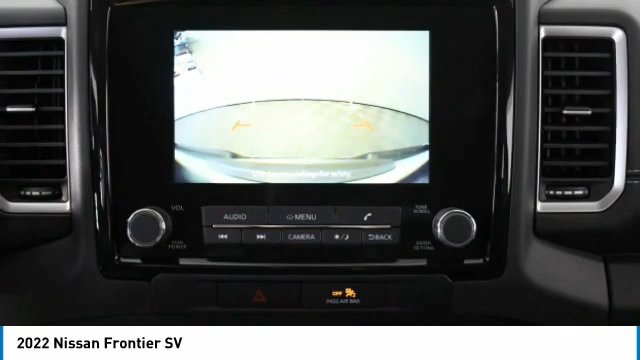 VOL
AUDIO
MENU
TUNE
SCROLL
PUSH
POWER
CAMERA
BACK
ENTER
SETTING
OFF
PASS AIR BAG
2022 Nissan Frontier SV